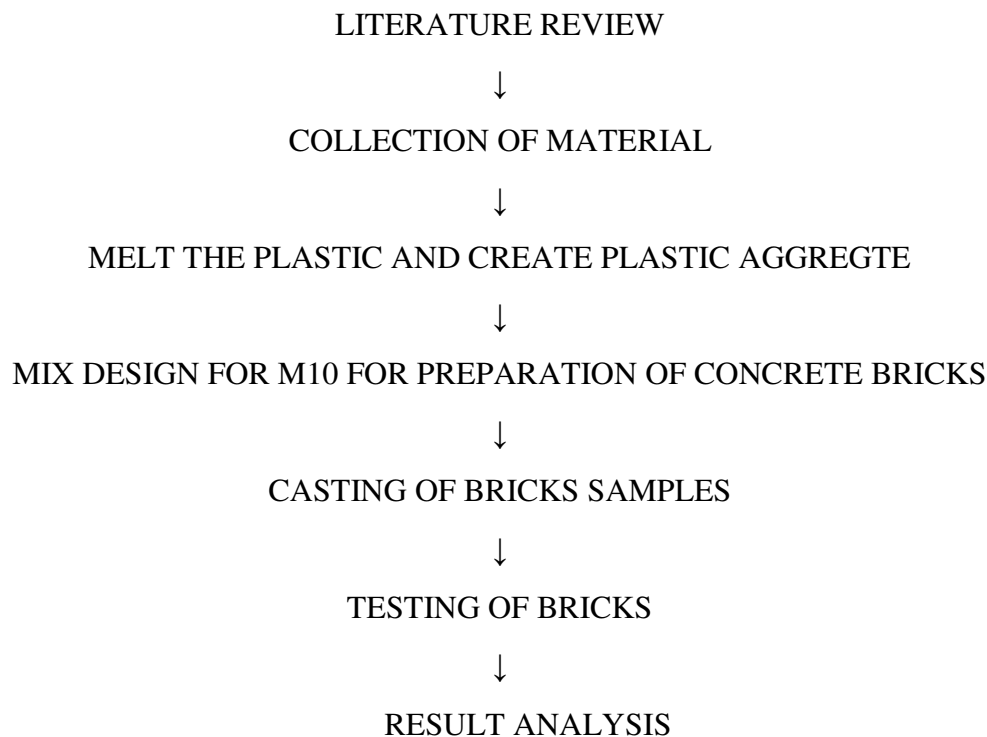 LITERATURE REVIEW
↓
COLLECTION OF MATERIAL
↓
MELT THE PLASTIC AND CREATE PLASTIC AGGREGTE
↓
MIX DESIGN FOR M10 FOR PREPARATION OF CONCRETE BRICKS
↓
CASTING OF BRICKS SAMPLES
↓
TESTING OF BRICKS
↓
RESULT ANALYSIS